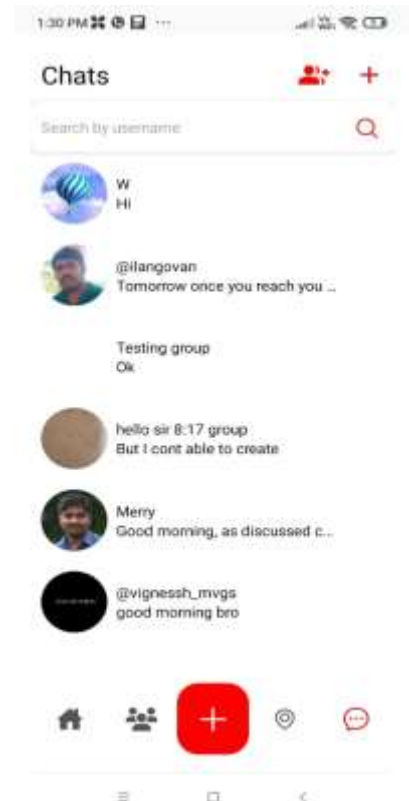 1:30 PM
Chats
Search by username
W
Hi
@ilangovan
Tomorrow once you reach you ...
Testing group
Ok
hello sir 8:17 group
But I cont able to create
Merry
Good morning, as discussed c...
@vignessh_mvgs
good morning bro